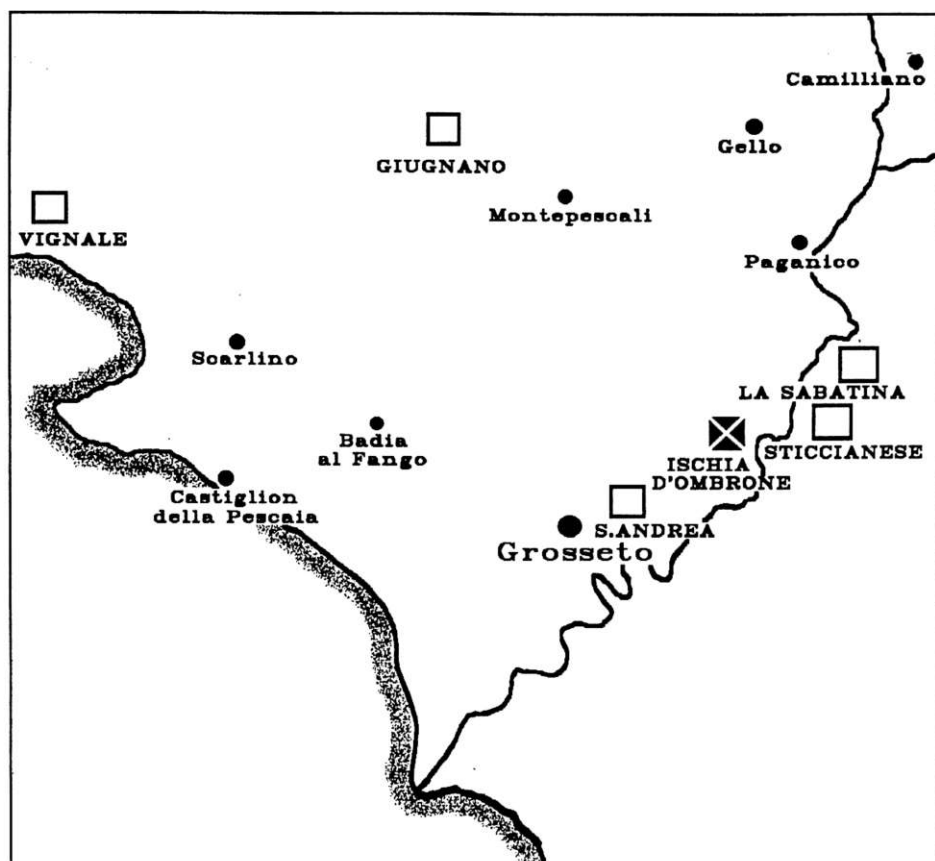 Camilliano
Gello
GIUGNANO
Montepescali
VIGNALE
Paganico
Scarlino
LA SABATINA
Badia
al Fango
STICCIANESE
ISCHIA
D'OMBRONE
Castiglion
della Pescaia
S.ANDREA
Grosseto